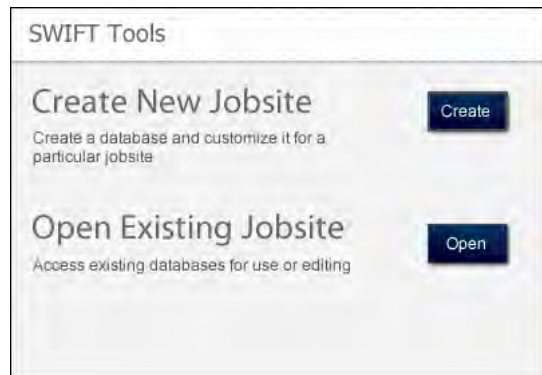 SWIFT Tools
Create New Jobsite
Create
Create a database and customize it for a
particular jobsite
Open Existing Jobsite
Open
Access existing databases for use or editing